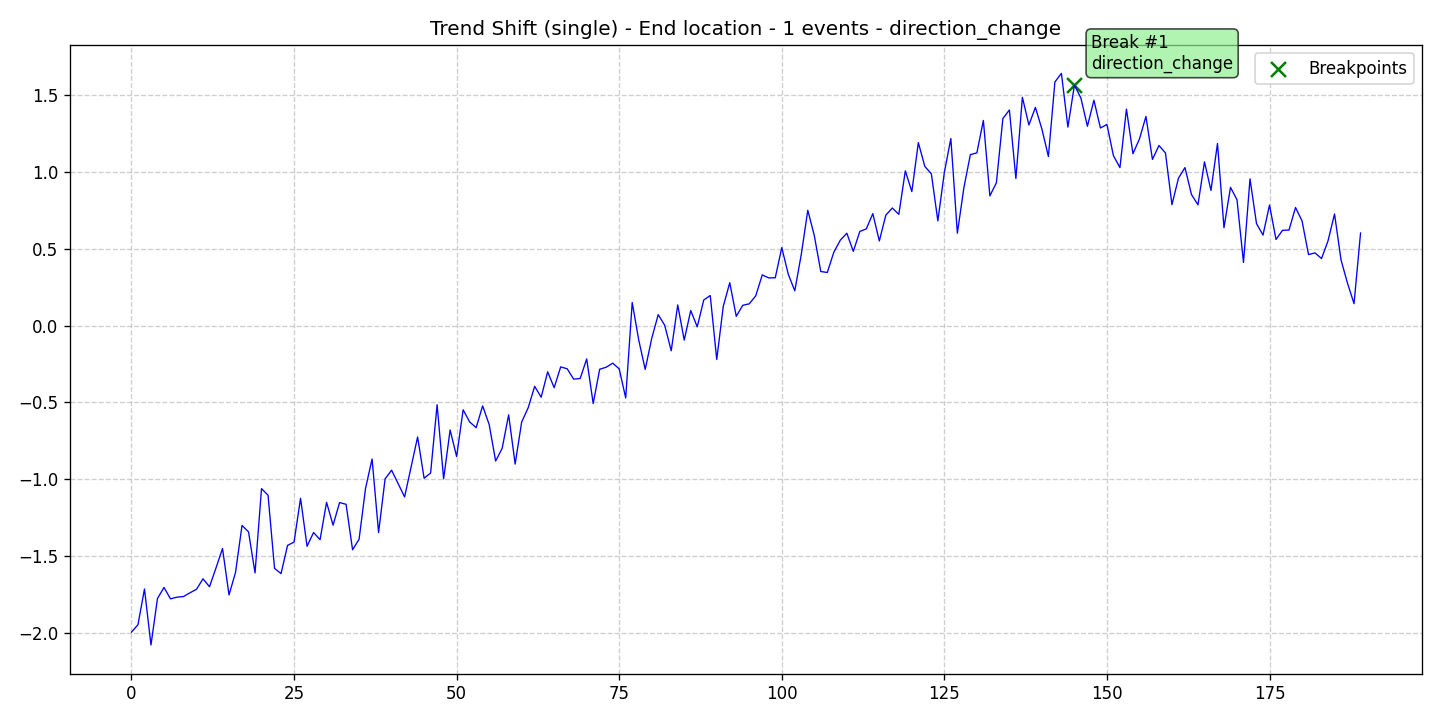 Trend Shift (single) - End location - 1 events - direction_change
Break #1
direction_change
Breakpoints
1.5
1.0
0.5
0.0
−0.5
−1.0
−1.5
−2.0
0 25 50 75 100 125 150 175